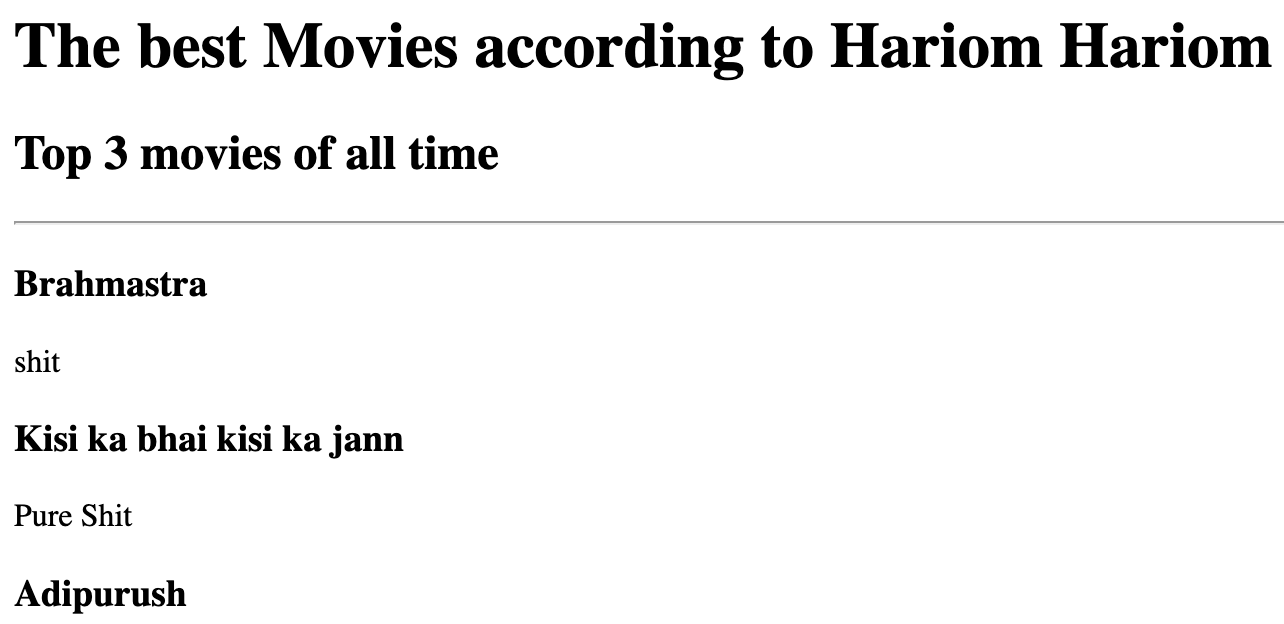 The best Movies according to Hariom Hariom
Top 3 movies of all time
Brahmastra
shit
Kisi ka bhai kisi ka jann
Pure Shit
Adipurush